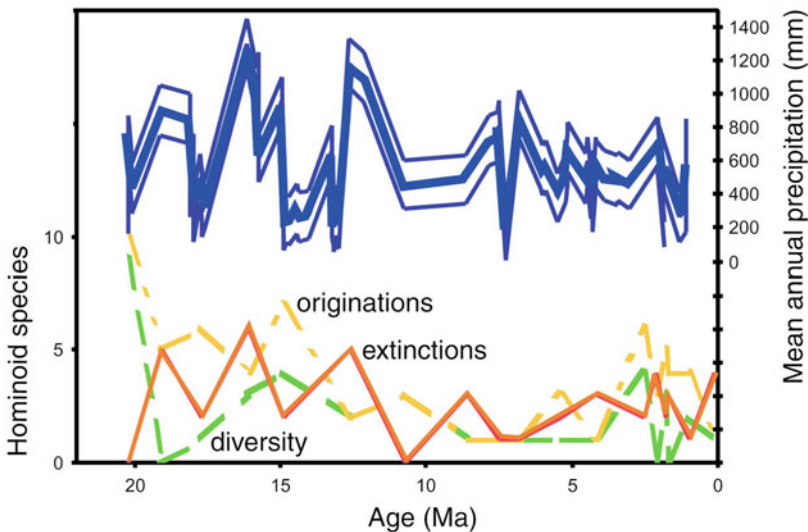 1400
1200
1000
800
600
400
200
0
Mean annual precipitation (mm)
Hominoid species
10
5
0
originations
extinctions
diversity
20 15 10 5 0
Age (Ma)